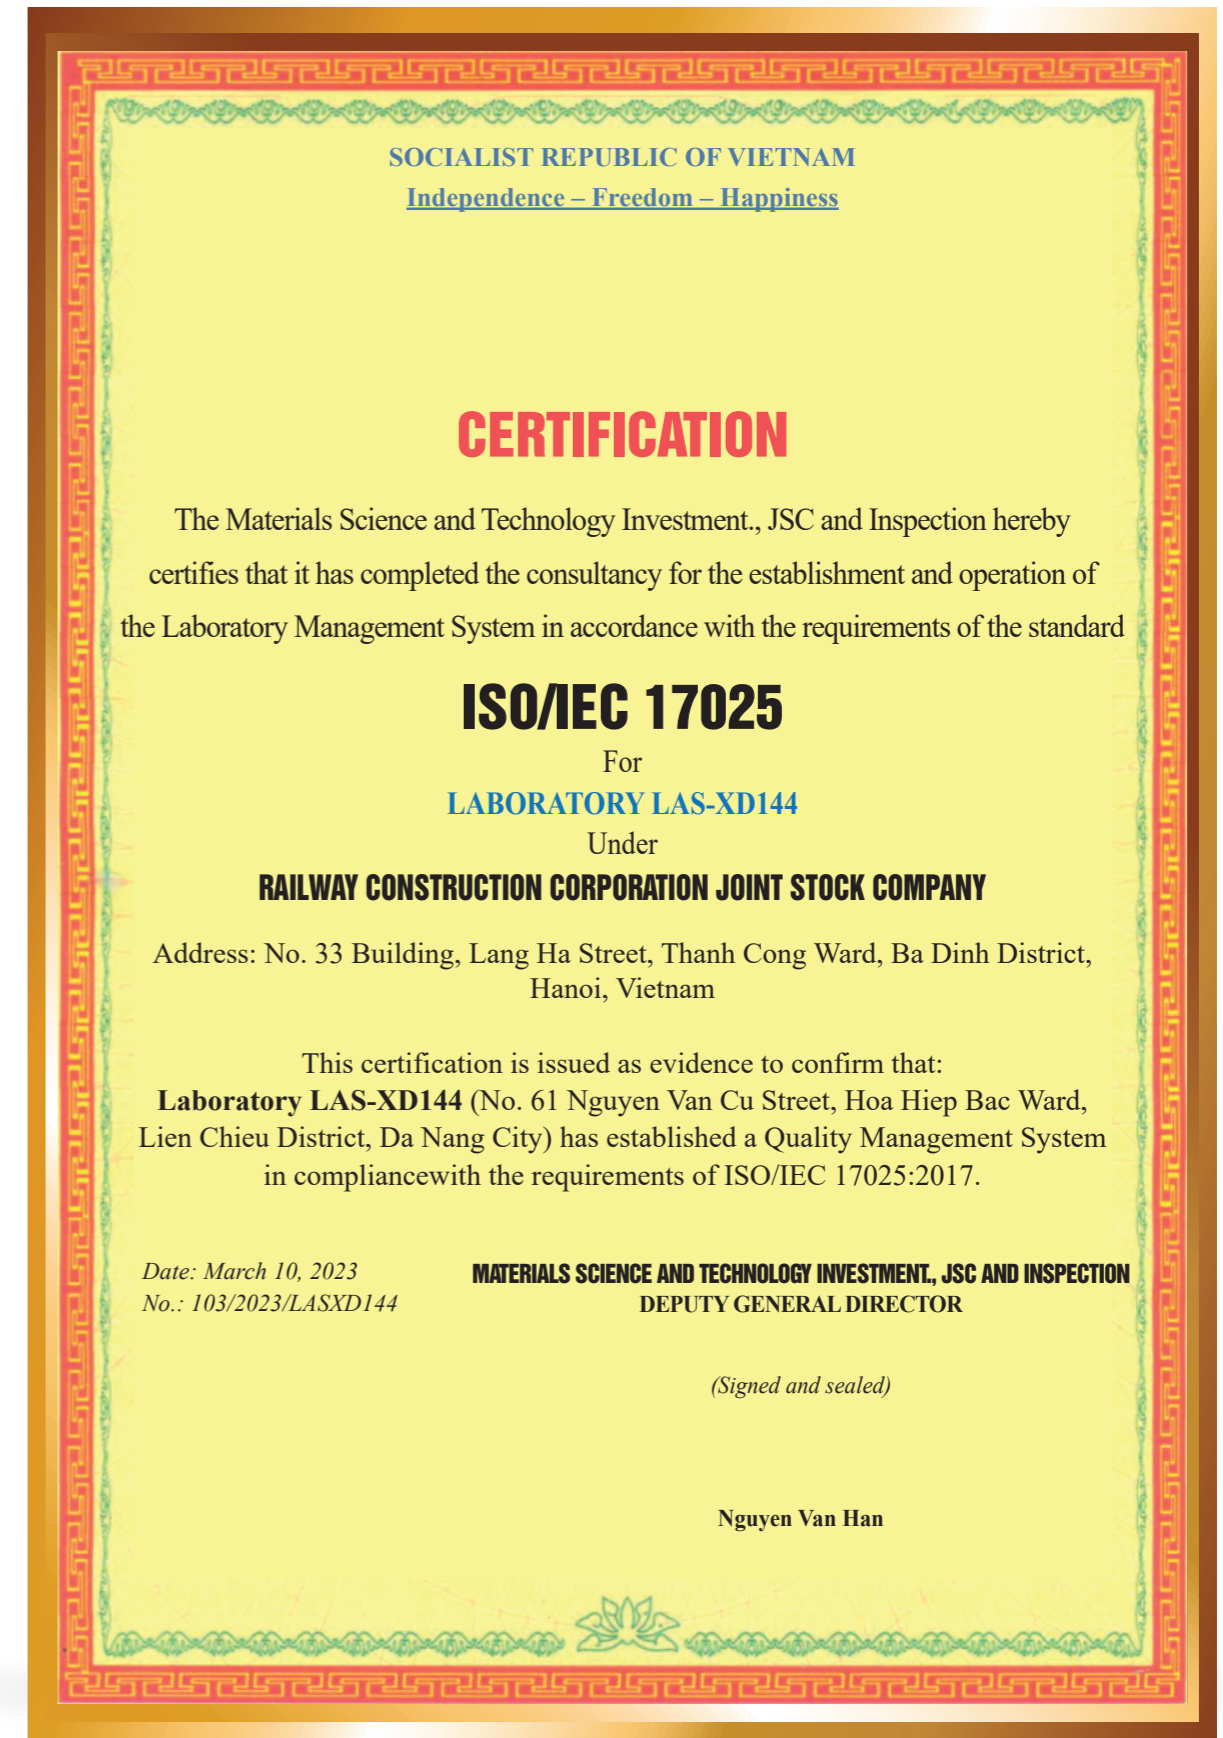 SOCIALIST REPUBLIC OF VIETNAM
Independence – Freedom – Happiness
CERTIFICATION
The Materials Science and Technology Investment., JSC and Inspection hereby
certifies that it has completed the consultancy for the establishment and operation of
the Laboratory Management System in accordance with the requirements of the standard
ISO/IEC 17025
For
LABORATORY LAS-XD144
Under
RAILWAY CONSTRUCTION CORPORATION JOINT STOCK COMPANY
Address: No. 33 Building, Lang Ha Street, Thanh Cong Ward, Ba Dinh District,
Hanoi, Vietnam
This certification is issued as evidence to confirm that:
Laboratory LAS-XD144 (No. 61 Nguyen Van Cu Street, Hoa Hiep Bac Ward,
Lien Chieu District, Da Nang City) has established a Quality Management System
in compliancewith the requirements of ISO/IEC 17025:2017.
Date: March 10, 2023
No.: 103/2023/LASXD144
MATERIALS SCIENCE AND TECHNOLOGY INVESTMENT., JSC AND INSPECTION
DEPUTY GENERAL DIRECTOR
(Signed and sealed)
Nguyen Van Han